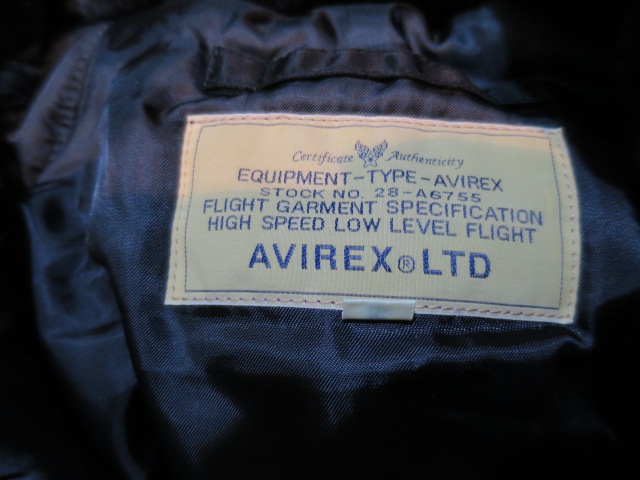 Certificate Authenticity
EQUIPMENT-TYPE-AVIREX
STOCK NO. 28-A6755
FLIGHT GARMENT SPECIFICATION
HIGH SPEED LOW LEVEL FLIGHT
AVIREX® LTD